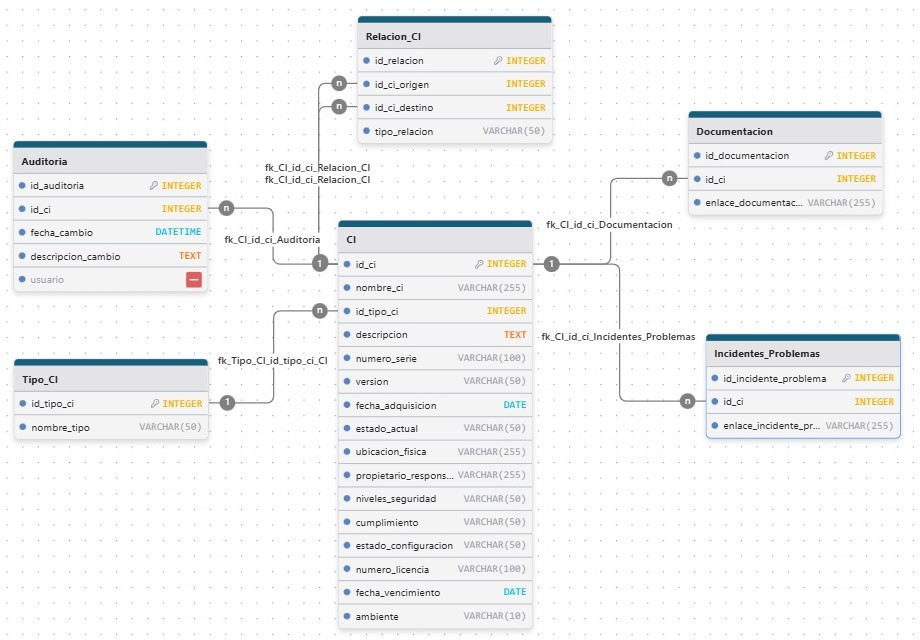 Relacion_CI
id_relacion INTEGER
id_ci_origen INTEGER
id_ci_destino INTEGER
tipo_relacion VARCHAR(50)
n
n
fk_CI_id_ci_Relacion_CI
fk_CI_id_ci_Relacion_CI
Auditoria
id_auditoria INTEGER
id_ci INTEGER
fecha_cambio DATETIME
descripcion_cambio TEXT
usuario
n
fk_CI_id_ci_Auditoria
1
Documentacion
id_documentacion INTEGER
id_ci INTEGER
enlace_documentac... VARCHAR(255)
n
fk_CI_id_ci_Documentacion
1
CI
id_ci INTEGER
nombre_ci VARCHAR(255)
id_tipo_ci INTEGER
descripcion TEXT
numero_serie VARCHAR(100)
version VARCHAR(50)
fecha_adquisicion DATE
estado_actual VARCHAR(50)
ubicacion_fisica VARCHAR(255)
propietario_respons... VARCHAR(255)
niveles_seguridad VARCHAR(50)
cumplimiento VARCHAR(50)
estado_configuracion VARCHAR(50)
numero_licencia VARCHAR(100)
fecha_vencimiento DATE
ambiente VARCHAR(10)
n
fk_Tipo_CI_id_tipo_ci_CI
1
Tipo_CI
id_tipo_ci INTEGER
nombre_tipo VARCHAR(50)
fk_CI_id_ci_Incidentes_Problemas
n
Incidentes_Problemas
id_incidente_problema INTEGER
id_ci INTEGER
enlace_incidente_pr... VARCHAR(255)